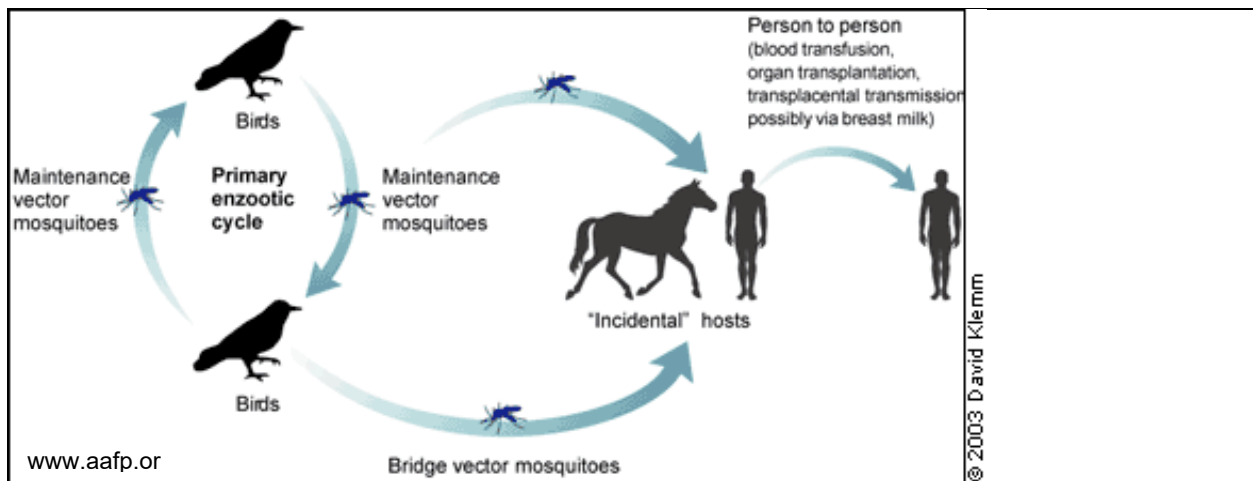 Person to person
(blood transfusion,
organ transplantation,
transplacental transmission
possibly via breast milk)
Birds
Maintenance
vector
mosquitoes
Primary
enzootic
cycle
Maintenance
vector
mosquitoes
"Incidental" hosts
Birds
Bridge vector mosquitoes
www.aafp.or
© 2003 David Klemm